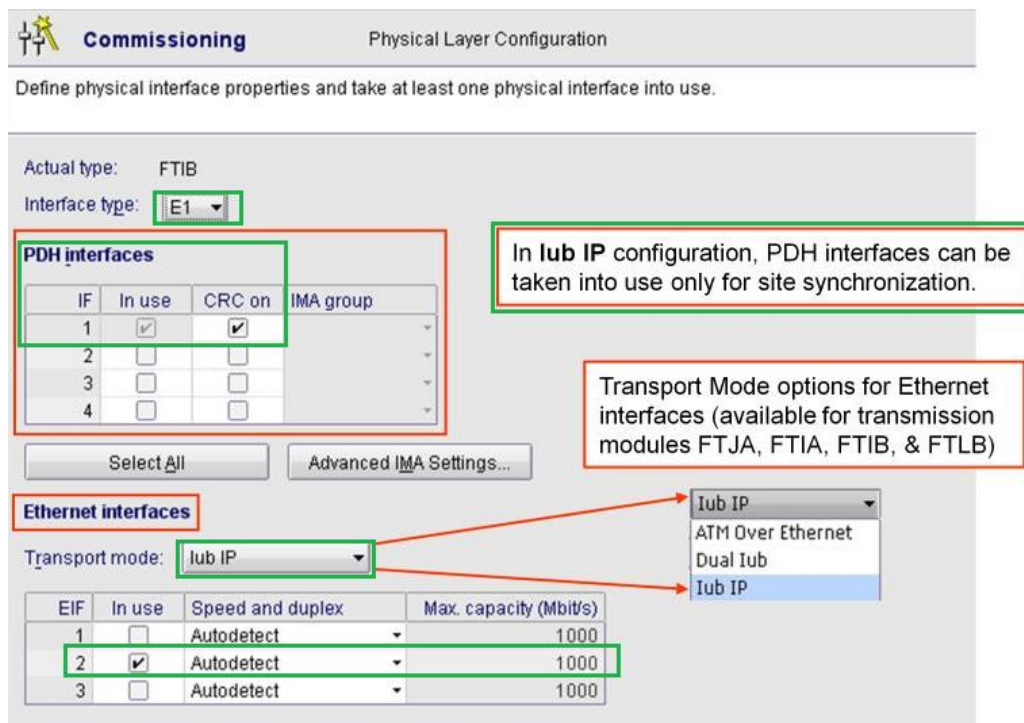 Commissioning Physical Layer Configuration
Define physical interface properties and take at least one physical interface into use.
Actual type: FTIB
Interface type: E1
PDH interfaces
IF In use CRC on IMA group
1
2
3
4
In Iub IP configuration, PDH interfaces can be
taken into use only for site synchronization.
Transport Mode options for Ethernet
interfaces (available for transmission
modules FTJA, FTIA, FTIB, & FTLB)
Select All Advanced IMA Settings...
Ethernet interfaces
Transport mode: Iub IP
Iub IP
ATM Over Ethernet
Dual Iub
Iub IP
EIF In use Speed and duplex Max. capacity (Mbit/s)
1 Autodetect 1000
2 Autodetect 1000
3 Autodetect 1000